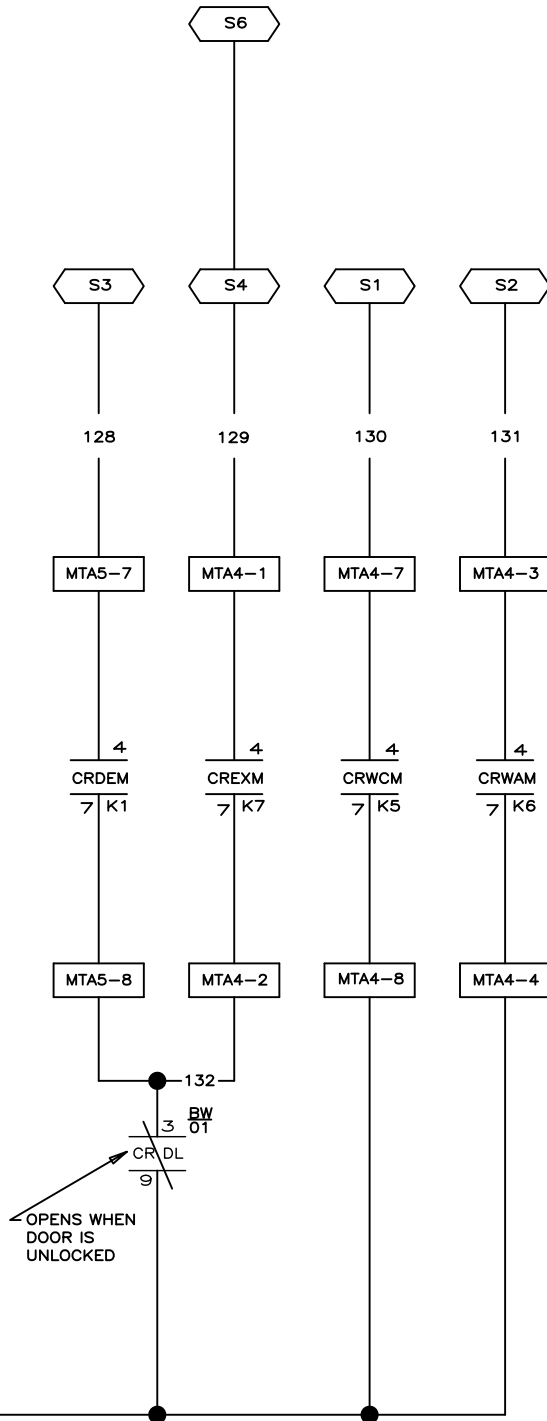 S6
S3 S4 S1 S2
128 129 130 131
MTA5-7 MTA4-1 MTA4-7 MTA4-3
4 4 4 4
CRDEM CREXM CRWCM CRWAM
7 K1 7 K7 7 K5 7 K6
MTA5-8 MTA4-2 MTA4-8 MTA4-4
132
BW
3 01
CR DL
9
OPENS WHEN
DOOR IS
UNLOCKED